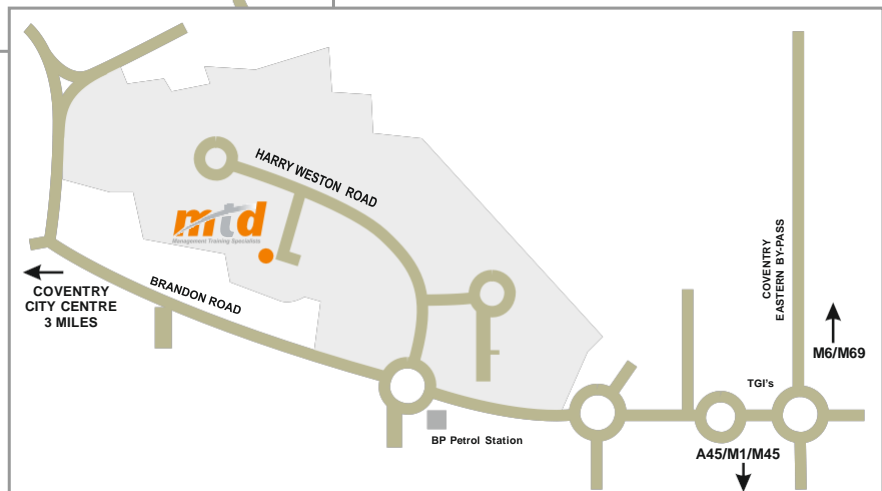 HARRY WESTON ROAD
mtd
Management Training Specialists
BRANDON ROAD
COVENTRY
CITY CENTRE
3 MILES
COVENTRY
EASTERN BY-PASS
M6/M69
TGI's
BP Petrol Station
A45/M1/M45